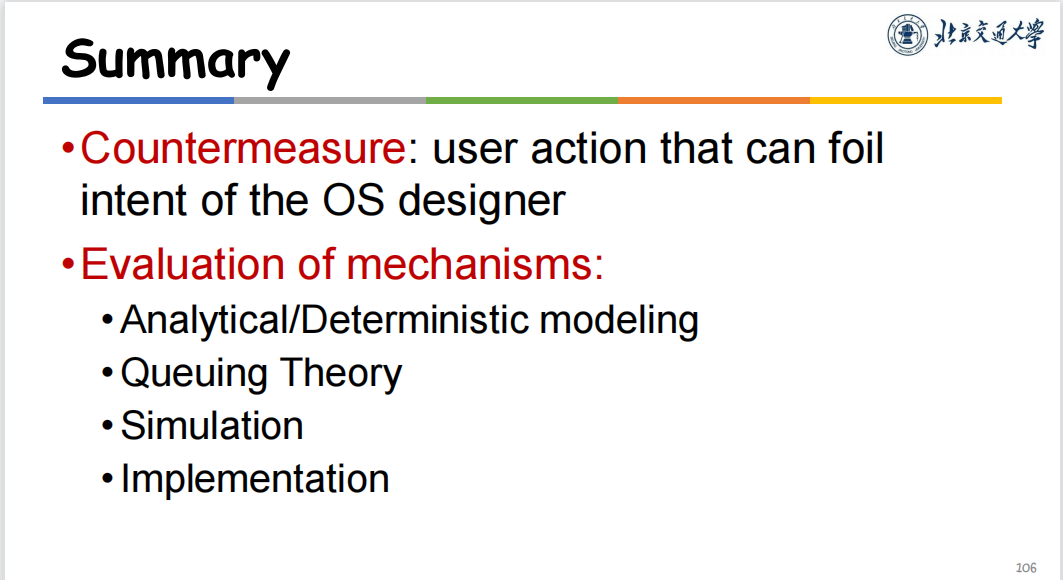 北京交通大学
Summary
•Countermeasure: user action that can foil
intent of the OS designer
•Evaluation of mechanisms:
•Analytical/Deterministic modeling
•Queuing Theory
•Simulation
•Implementation
106